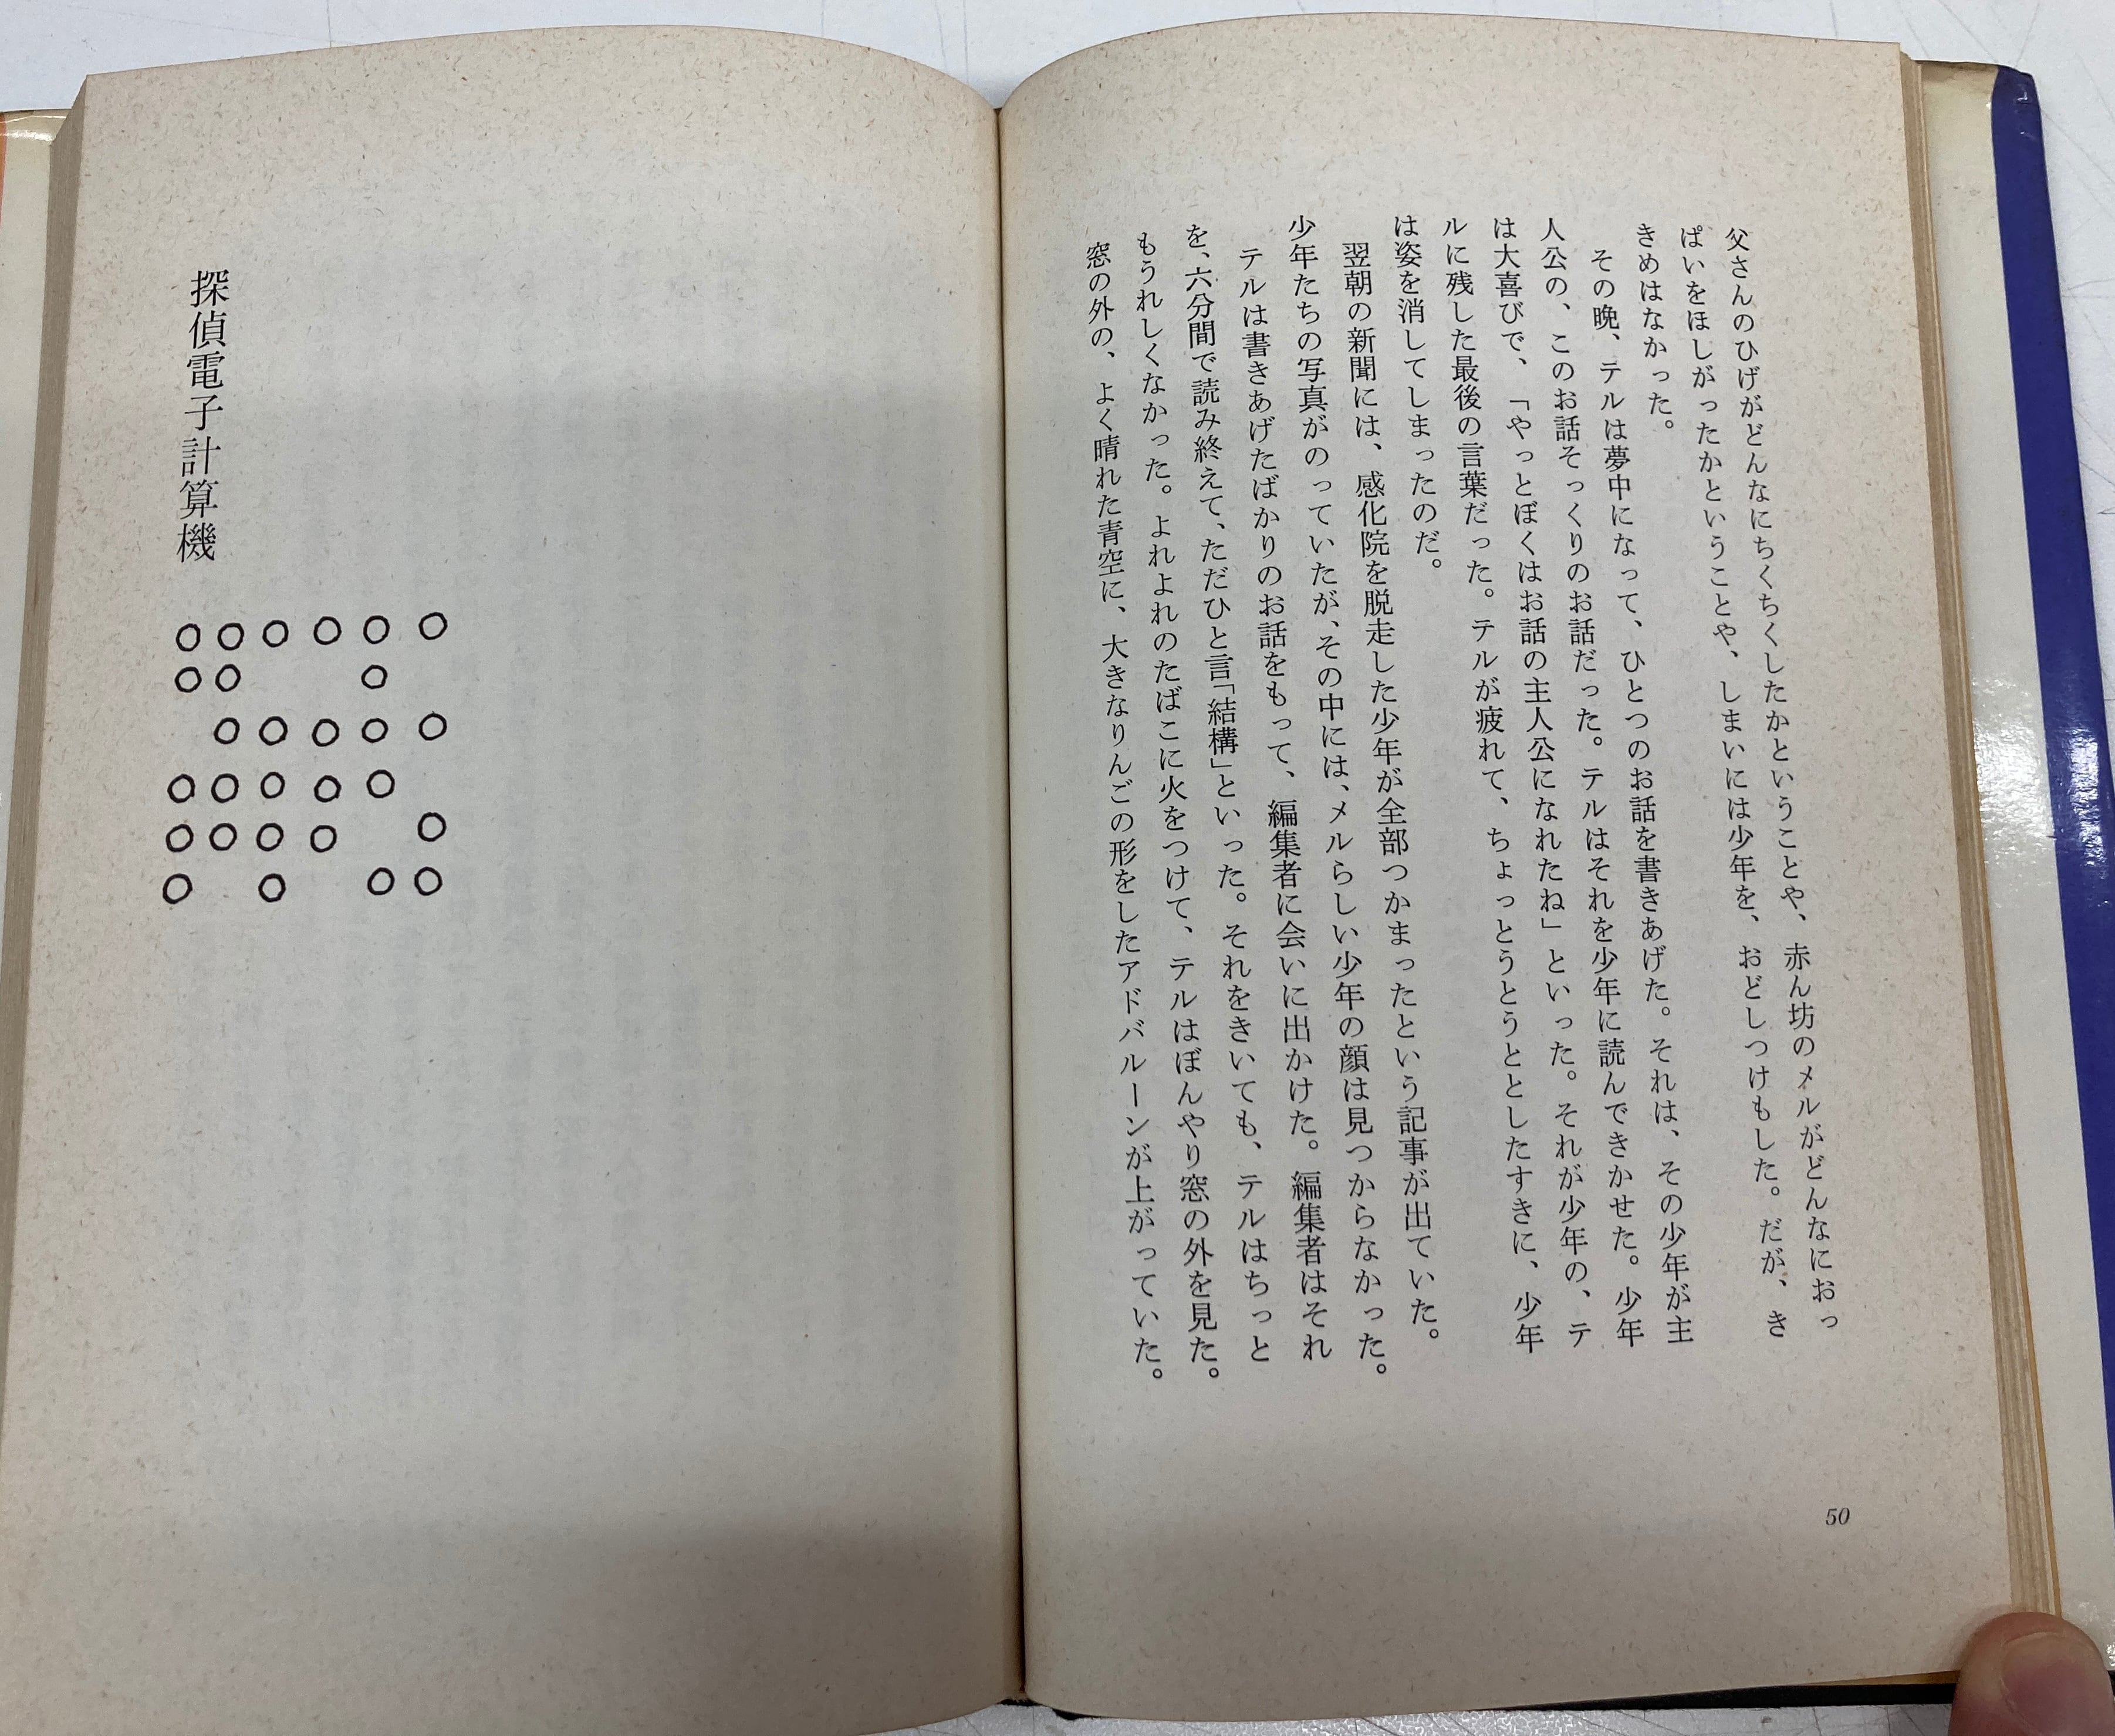 父さんのひげがどんなにちくちくしたかということや、赤ん坊のメルがどんなにおっ
ぱいをほしがったかということや、しまいには少年を、おどしつけもした。だが、き
きめはなかった。
その晩、テルは夢中になって、ひとつのお話を書きあげた。それは、その少年が主
人公の、このお話そっくりのお話だった。テルはそれを少年に読んできかせた。少年
は大喜びで、「やっとぼくはお話の主人公になれたね」といった。それが少年の、テ
ルに残した最後の言葉だった。テルが疲れて、ちょっとうとうとしたすきに、少年
は姿を消してしまったのだ。
翌朝の新聞には、感化院を脱走した少年が全部つかまったという記事が出ていた。
少年たちの写真がのっていたが、その中には、メルらしい少年の顔は見つからなかった。
テルは書きあげたばかりのお話をもって、編集者に会いに出かけた。編集者はそれ
を、六分間で読み終えて、ただひと言「結構」といった。それをきいても、テルはちっと
もうれしくなかった。よれよれのたばこに火をつけて、テルはぼんやり窓の外を見た。
窓の外の、よく晴れた青空に、大きなりんごの形をしたアドバルーンが上がっていた。
50
探偵電子計算機